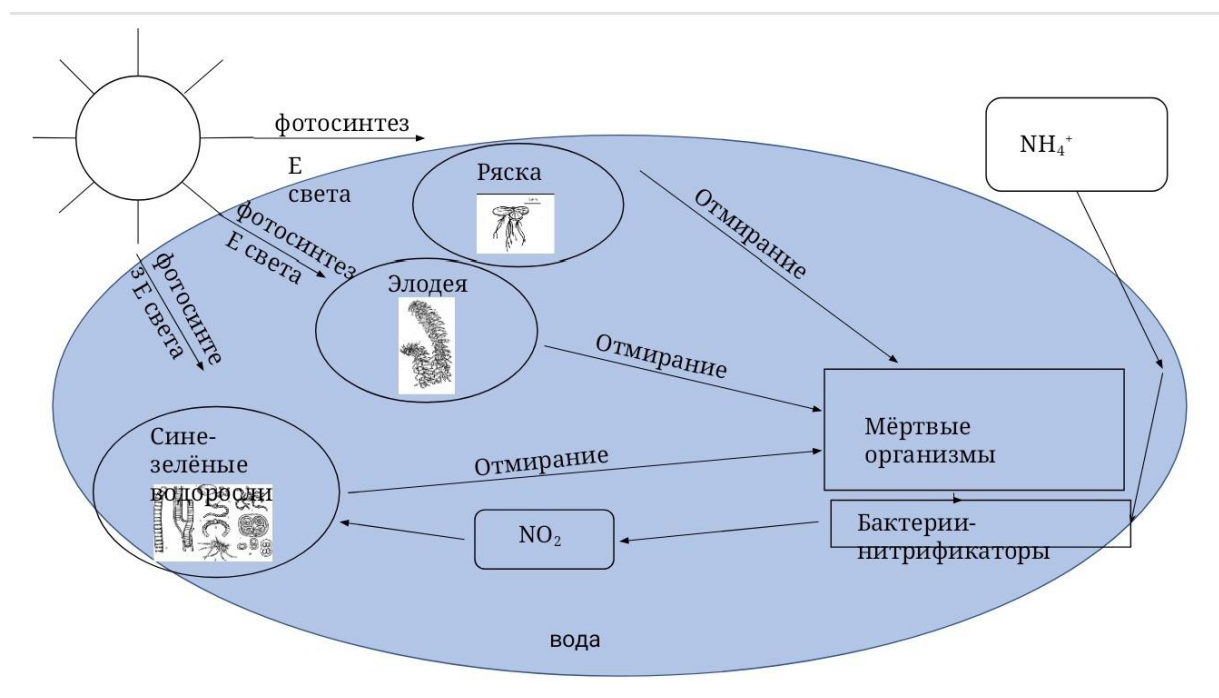 фотосинтез
Е
света
Ряска
NH₄⁺
фотосинтез
Е света
Отмирание
Элодея
фотосинте
з Е света
Отмирание
Мёртвые
организмы
Сине-
зелёные
водоросли
Отмирание
NO₂
Бактерии-
нитрификаторы
вода